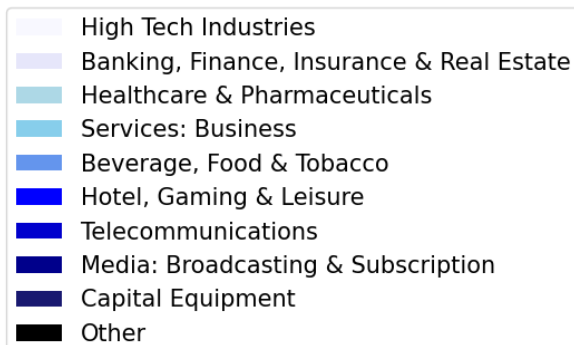 High Tech Industries
Banking, Finance, Insurance & Real Estate
Healthcare & Pharmaceuticals
Services: Business
Beverage, Food & Tobacco
Hotel, Gaming & Leisure
Telecommunications
Media: Broadcasting & Subscription
Capital Equipment
Other